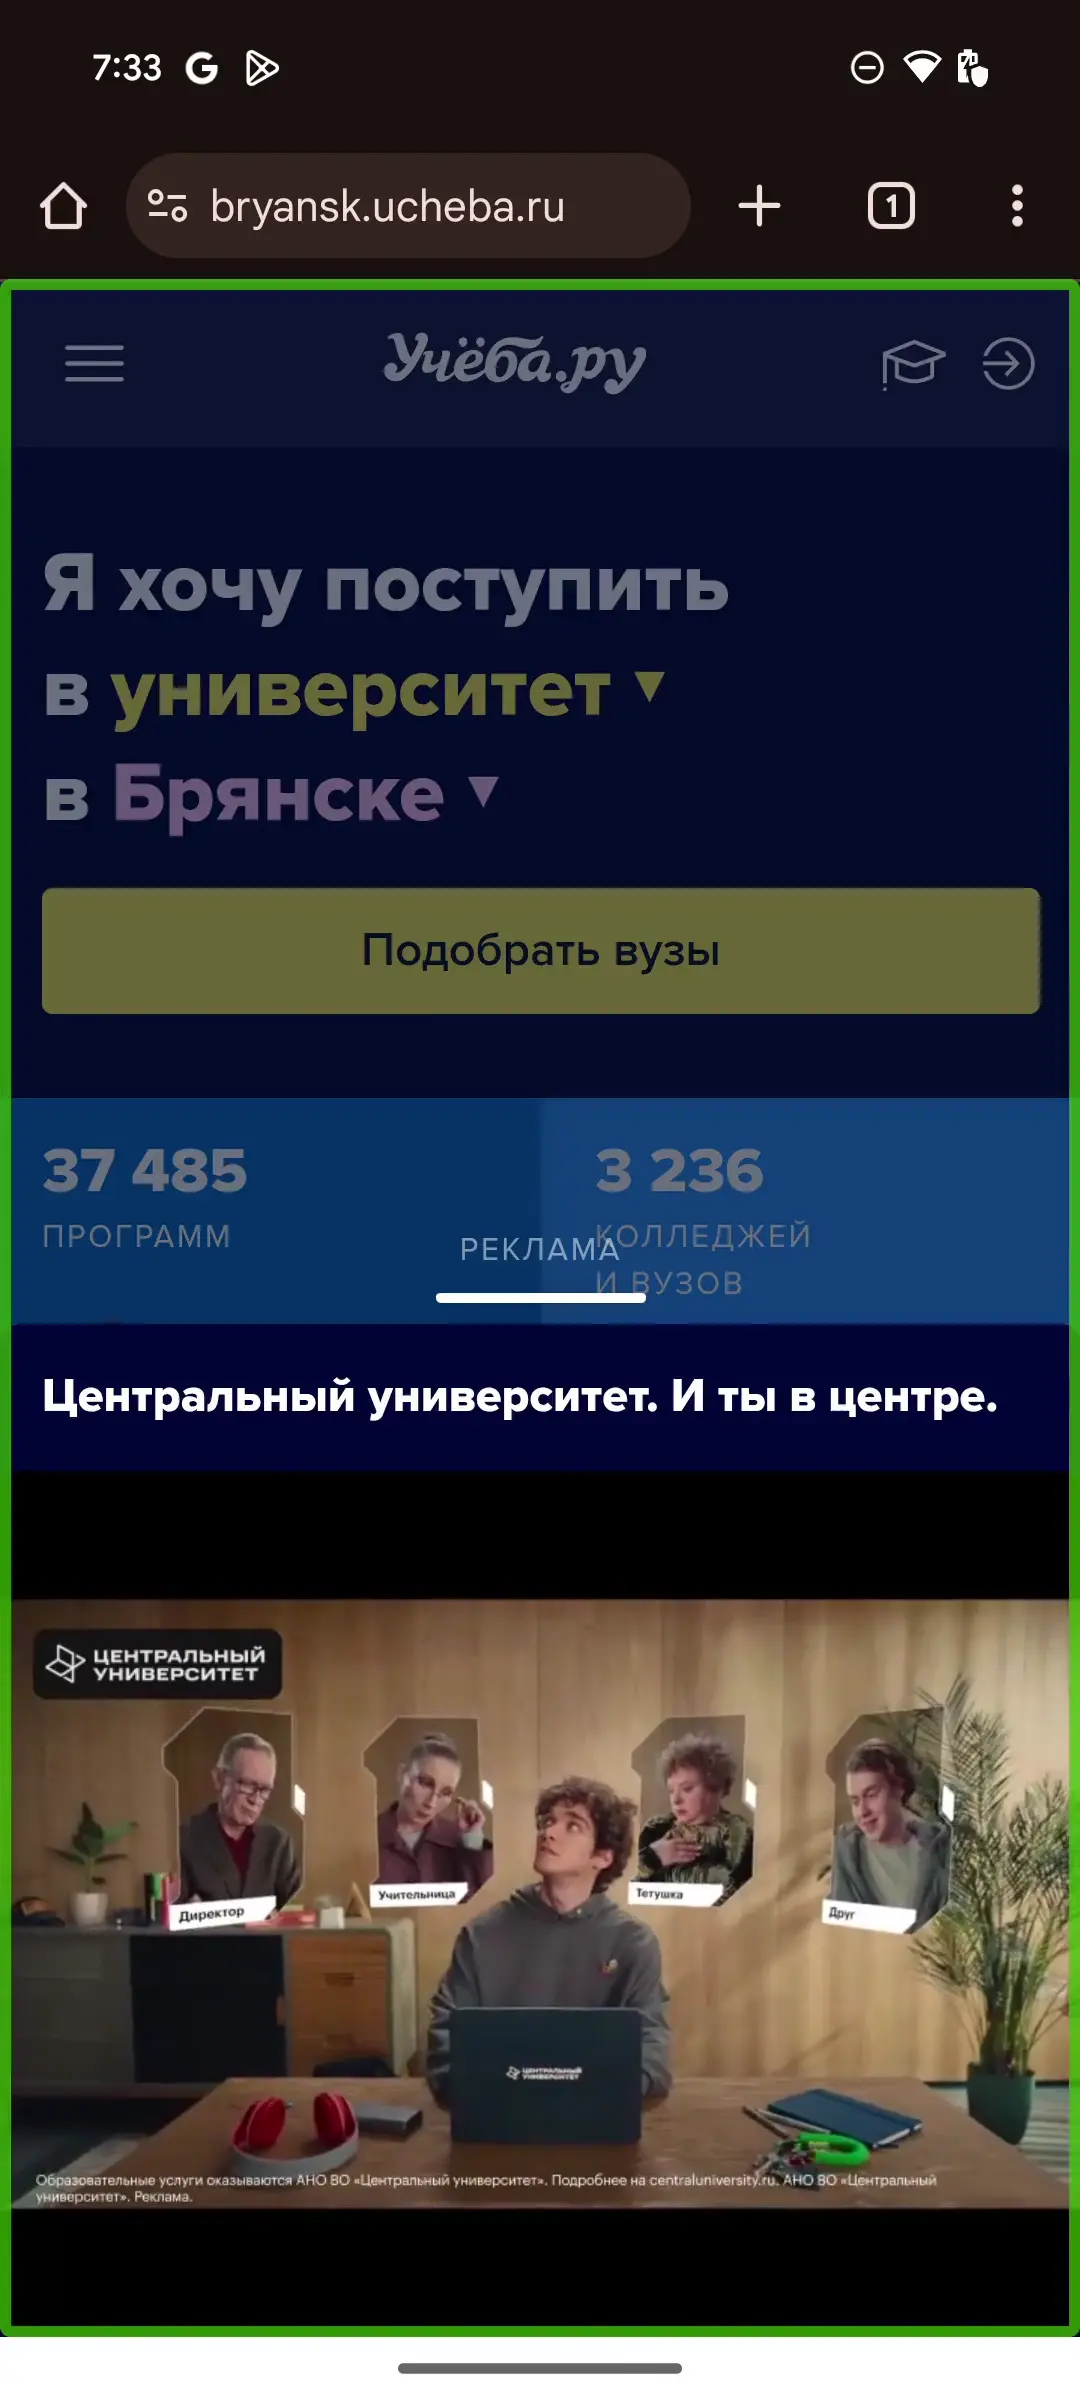 7:33
bryansk.ucheba.ru
1
Учёба.ру
Я хочу поступить
в университет
в Брянске
Подобрать вузы
37 485
ПРОГРАММ
3 236
КОЛЛЕДЖЕЙ
И ВУЗОВ
РЕКЛАМА
Центральный университет. И ты в центре.
ЦЕНТРАЛЬНЫЙ
УНИВЕРСИТЕТ
Директор
Учительница
Тетушка
Друг
ЦЕНТРАЛЬНЫЙ
УНИВЕРСИТЕТ
Образовательные услуги оказываются АНО ВО «Центральный университет». Подробнее на centraluniversity.ru. АНО ВО «Центральный
университет». Реклама.